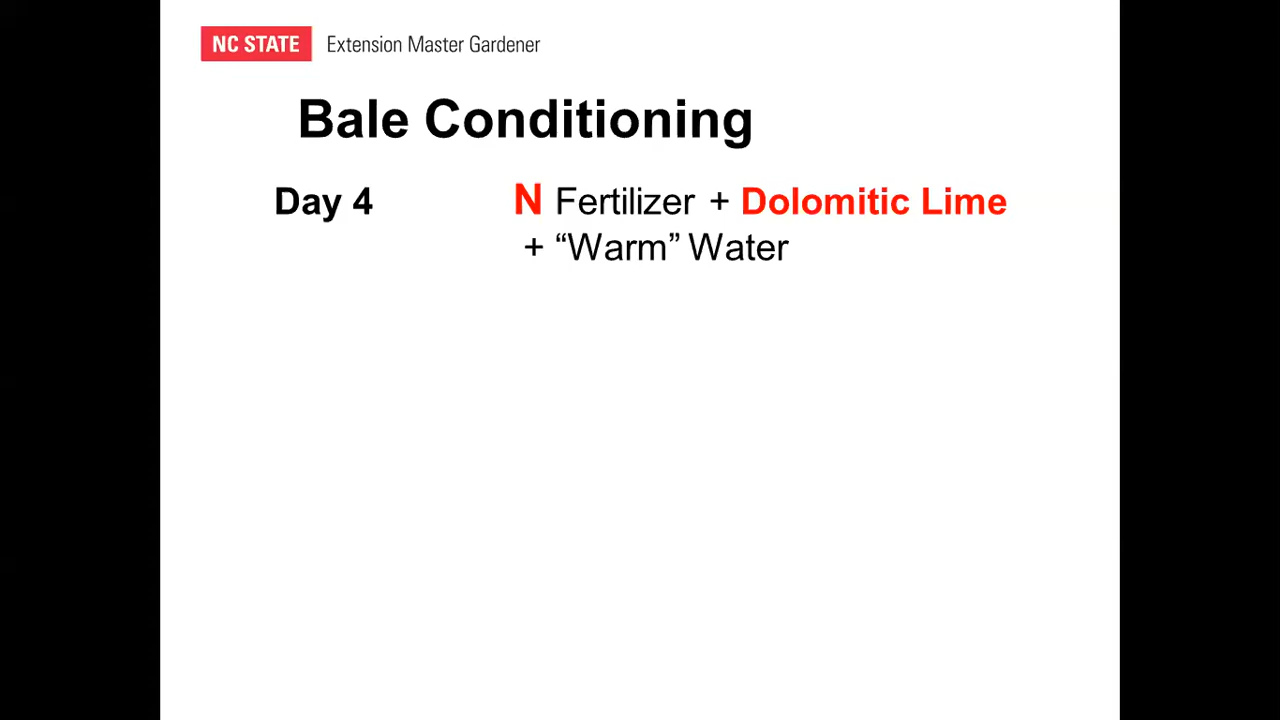 NC STATE Extension Master Gardener
Bale Conditioning
Day 4 N Fertilizer + Dolomitic Lime
+ “Warm” Water